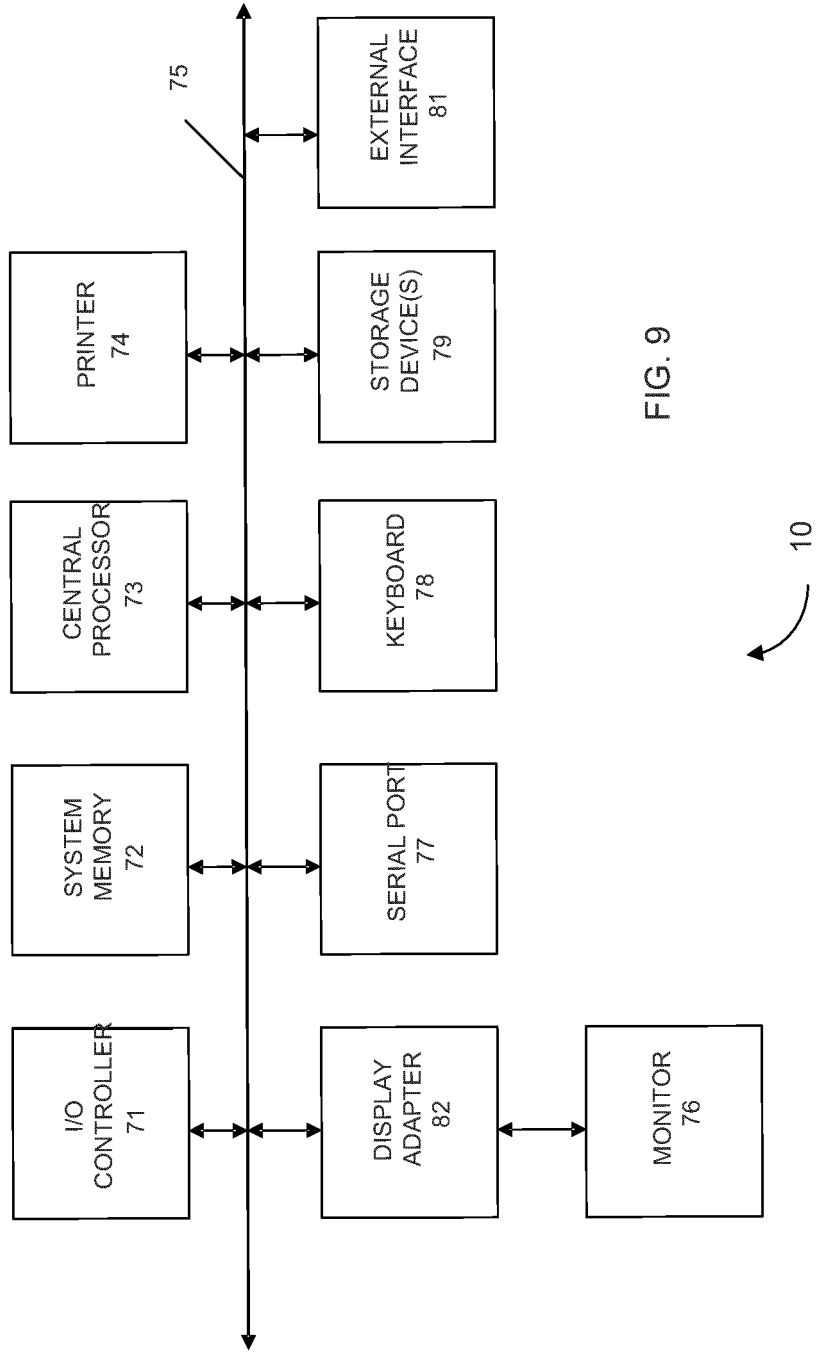 I/O
CONTROLLER
71
SYSTEM
MEMORY
72
CENTRAL
PROCESSOR
73
PRINTER
74
75
DISPLAY
ADAPTER
82
SERIAL PORT
77
KEYBOARD
78
STORAGE
DEVICE(S)
79
EXTERNAL
INTERFACE
81
MONITOR
76
10
FIG. 9